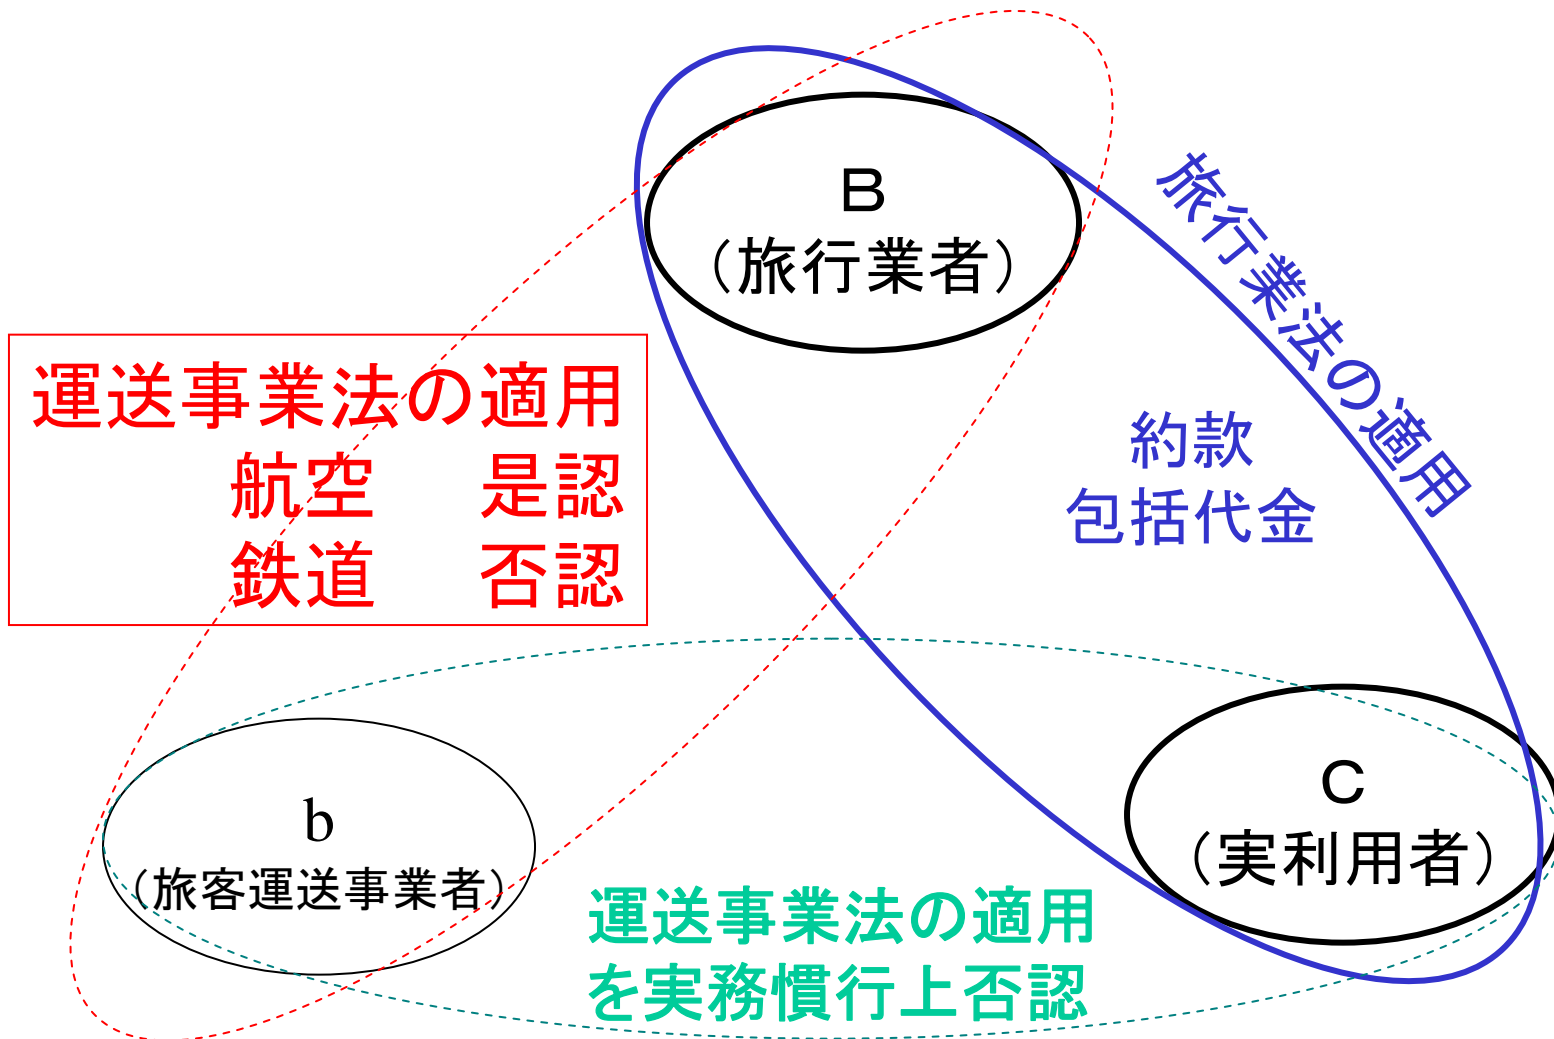 B
（旅行業者）
旅行業法の適用
運送事業法の適用
航空　是認
鉄道　否認
約款
包括代金
b
（旅客運送事業者）
C
（実利用者）
運送事業法の適用
を実務慣行上否認